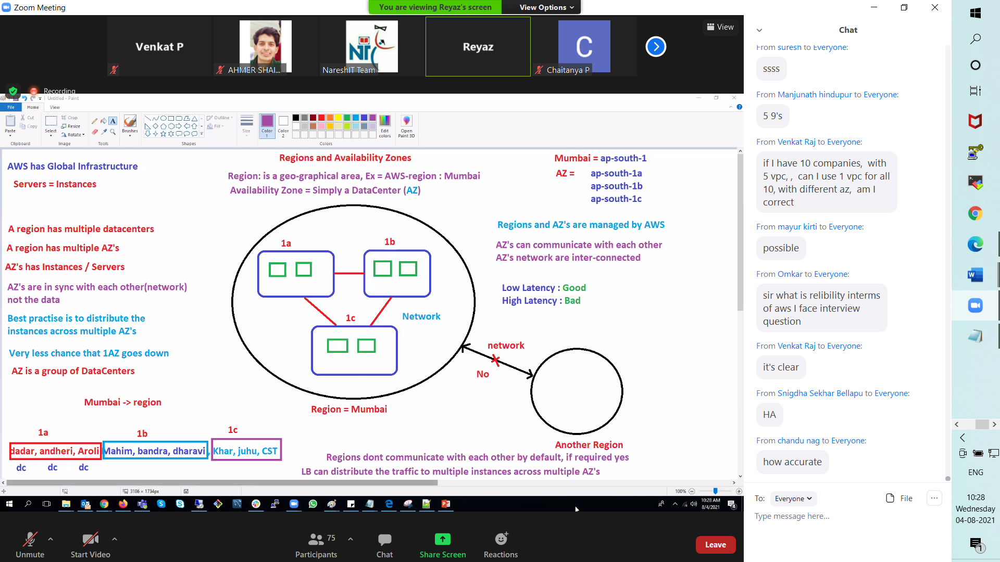 Zoom Meeting
You are viewing Reyaz's screen
View Options
View
Venkat P
AHMER SHAI...
NT
NareshIT Team
Reyaz
C
Chaitanya P
Recording
Untitled - Paint
File
Home
View
Paste
Cut
Copy
Clipboard
Select
Crop
Resize
Rotate
Image
A
Tools
Brushes
Outline
Fill
Shapes
Size
Color
1
Color
2
Edit
colors
Colors
Open
Paint 3D
AWS has Global Infrastructure
Servers = Instances
A region has multiple datacenters
A region has multiple AZ's
AZ's has Instances / Servers
AZ's are in sync with each other(network)
not the data
Best practise is to distribute the
instances across multiple AZ's
Very less chance that 1AZ goes down
AZ is a group of DataCenters
Mumbai -> region
1a
1b
1c
dadar, andheri, Aroli
Mahim, bandra, dharavi,
Khar, juhu, CST
dc
dc
dc
Regions and Availability Zones
Region: is a geo-graphical area, Ex = AWS-region : Mumbai
Availability Zone = Simply a DataCenter (AZ)
1a
1b
1c
Network
Region = Mumbai
Mumbai = ap-south-1
AZ =
ap-south-1a
ap-south-1b
ap-south-1c
Regions and AZ's are managed by AWS
AZ's can communicate with each other
AZ's network are inter-connected
Low Latency : Good
High Latency : Bad
network
No
Another Region
Regions dont communicate with each other by default, if required yes
LB can distribute the traffic to multiple instances across multiple AZ's
3186 × 1734px
100%
10:28 AM
8/4/2021
4
Unmute
Start Video
75
Participants
Chat
Share Screen
Reactions
Leave
Chat
From suresh to Everyone:
ssss
From Manjunath hindupur to Everyone:
5 9's
From Venkat Raj to Everyone:
if I have 10 companies, with
5 vpc, , can I use 1 vpc for all
10, with different az, am I
correct
From mayur kirti to Everyone:
possible
From Omkar to Everyone:
sir what is relibility interms
of aws I face interview
question
From Venkat Raj to Everyone:
it's clear
From Snigdha Sekhar Bellapu to Everyone:
HA
From chandu nag to Everyone:
how accurate
To:
Everyone
File
Type message here...
ENG
10:28
Wednesday
04-08-2021
1